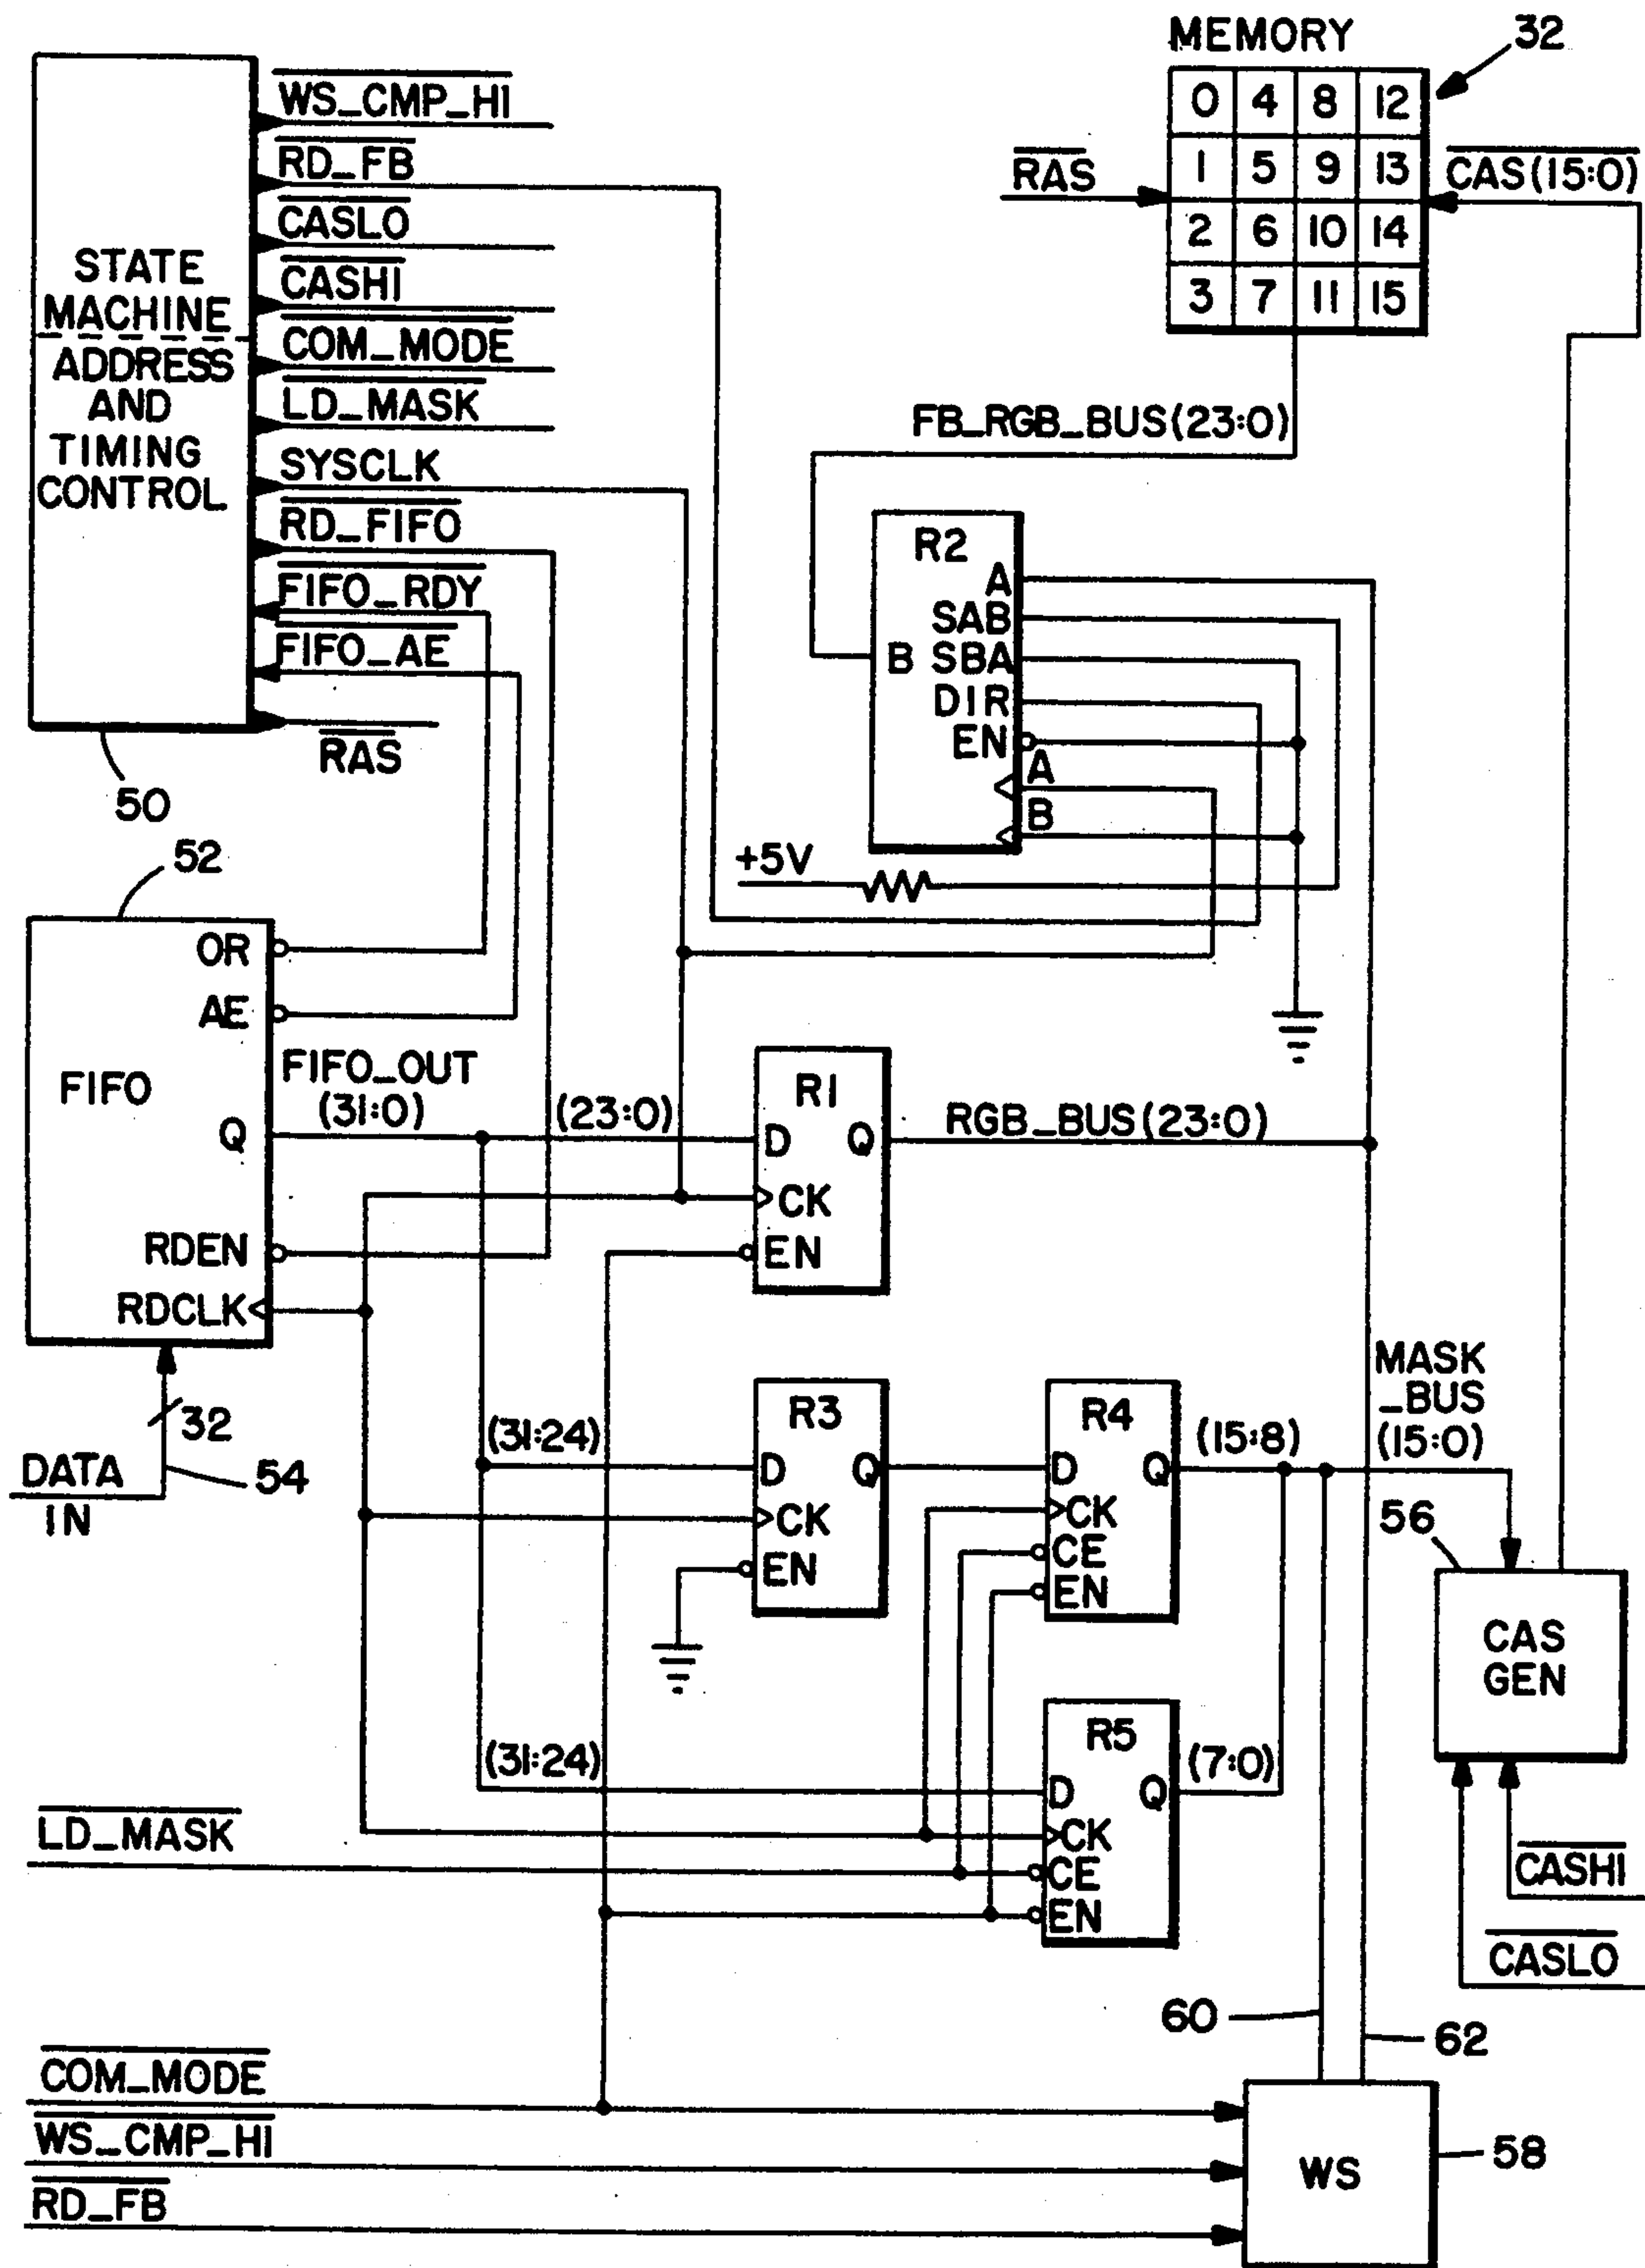 MEMORY
32
0 4 8 12
1 5 9 13
2 6 10 14
3 7 11 15
RAS
CAS(15:0)
STATE
MACHINE
ADDRESS
AND
TIMING
CONTROL
WS_CMP_HI
RD_FB
CASLO
CASHI
COM_MODE
LD_MASK
SYSCLK
RD_FIFO
FIFO_RDY
FIFO_AE
RAS
50
FB_RGB_BUS(23:0)
R2
A
SAB
B SBA
DIR
EN
A
B
+5V
52
OR
AE
FIFO
Q
RDEN
RDCLK
FIFO_OUT
(31:0)
(23:0)
R1
D Q
CK
EN
RGB_BUS(23:0)
32
DATA
IN
54
(31:24)
R3
D Q
CK
EN
R4
D Q
CK
CE
EN
(15:8)
MASK
_BUS
(15:0)
56
CAS
GEN
(31:24)
R5
D Q
CK
CE
EN
(7:0)
LD_MASK
CASHI
CASLO
60
62
COM_MODE
WS_CMP_HI
RD_FB
WS
58